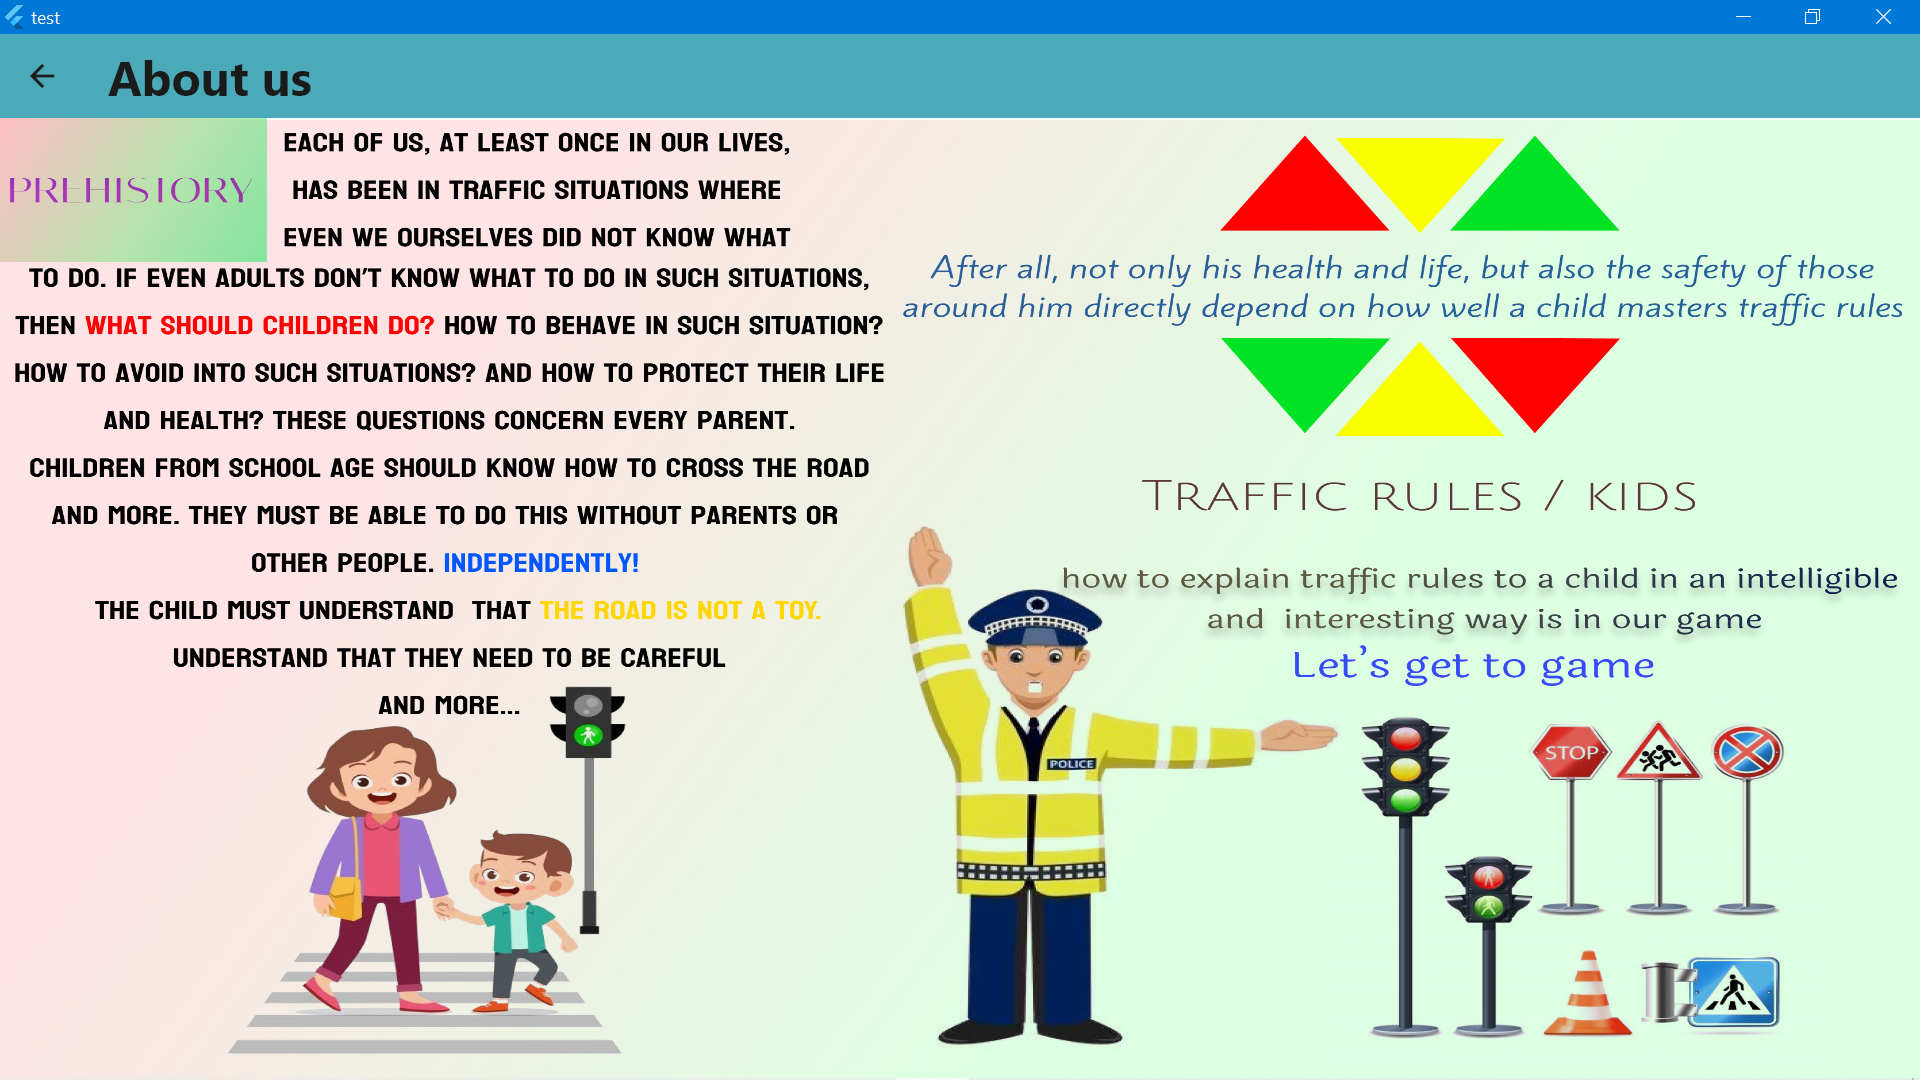 test
About us
PREHISTORY
EACH OF US, AT LEAST ONCE IN OUR LIVES,
HAS BEEN IN TRAFFIC SITUATIONS WHERE
EVEN WE OURSELVES DID NOT KNOW WHAT
TO DO. IF EVEN ADULTS DON'T KNOW WHAT TO DO IN SUCH SITUATIONS,
THEN WHAT SHOULD CHILDREN DO? HOW TO BEHAVE IN SUCH SITUATION?
HOW TO AVOID INTO SUCH SITUATIONS? AND HOW TO PROTECT THEIR LIFE
AND HEALTH? THESE QUESTIONS CONCERN EVERY PARENT.
CHILDREN FROM SCHOOL AGE SHOULD KNOW HOW TO CROSS THE ROAD
AND MORE. THEY MUST BE ABLE TO DO THIS WITHOUT PARENTS OR
OTHER PEOPLE. INDEPENDENTLY!
THE CHILD MUST UNDERSTAND  THAT THE ROAD IS NOT A TOY.
UNDERSTAND THAT THEY NEED TO BE CAREFUL
AND MORE...
After all, not only his health and life, but also the safety of those
around him directly depend on how well a child masters traffic rules
TRAFFIC RULES / KIDS
how to explain traffic rules to a child in an intelligible
and  interesting way is in our game
Let's get to game
POLICE
STOP